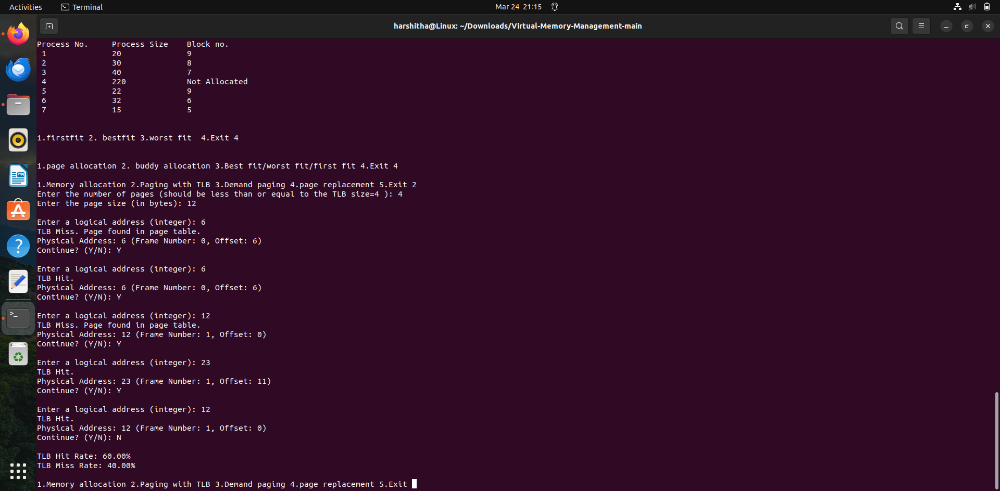 Activities Terminal Mar 24 21:15
harshitha@Linux: ~/Downloads/Virtual-Memory-Management-main
Process No. Process Size Block no.
1 20 9
2 30 8
3 40 7
4 220 Not Allocated
5 22 9
6 32 6
7 15 5
1.firstfit 2. bestfit 3.worst fit 4.Exit 4
1.page allocation 2. buddy allocation 3.Best fit/worst fit/first fit 4.Exit 4
1.Memory allocation 2.Paging with TLB 3.Demand paging 4.page replacement 5.Exit 2
Enter the number of pages (should be less than or equal to the TLB size=4 ): 4
Enter the page size (in bytes): 12
Enter a logical address (integer): 6
TLB Miss. Page found in page table.
Physical Address: 6 (Frame Number: 0, Offset: 6)
Continue? (Y/N): Y
Enter a logical address (integer): 6
TLB Hit.
Physical Address: 6 (Frame Number: 0, Offset: 6)
Continue? (Y/N): Y
Enter a logical address (integer): 12
TLB Miss. Page found in page table.
Physical Address: 12 (Frame Number: 1, Offset: 0)
Continue? (Y/N): Y
Enter a logical address (integer): 23
TLB Hit.
Physical Address: 23 (Frame Number: 1, Offset: 11)
Continue? (Y/N): Y
Enter a logical address (integer): 12
TLB Hit.
Physical Address: 12 (Frame Number: 1, Offset: 0)
Continue? (Y/N): N
TLB Hit Rate: 60.00%
TLB Miss Rate: 40.00%
1.Memory allocation 2.Paging with TLB 3.Demand paging 4.page replacement 5.Exit